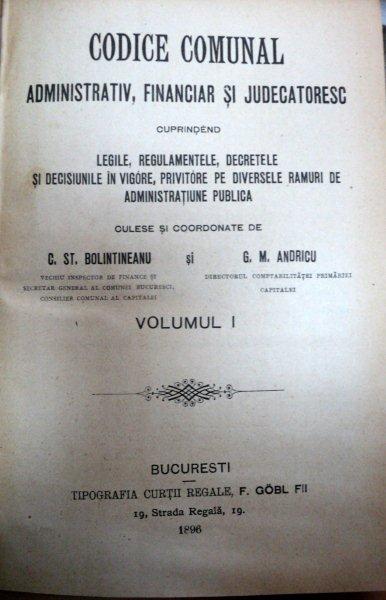 CODICE COMUNAL
ADMINISTRATIV, FINANCIAR ȘI JUDECATORESC
CUPRINḐÊND
LEGILE, REGULAMENTELE, DECRETELE
ȘI DECISIUNILE ÎN VIGÓRE, PRIVITÓRE PE DIVERSELE RAMURI DE
ADMINISTRAȚIUNE PUBLICA
CULESE ȘI COORDONATE DE
C. ST. BOLINTINEANU ȘI G. M. ANDRICU
VECHIU INSPECTOR DE FINANCE ȘI
SECRETAR GENERAL AL COMUNEI BUCURESCI,
CONSILIER COMUNAL AL CAPITALEI
DIRECTORUL COMPTABILITĂȚEI PRIMĂRIEI
CAPITALEI
VOLUMUL I
BUCURESTI
TIPOGRAFIA CURȚII REGALE, F. GÖBL FII
19, Strada Regală, 19.
1896